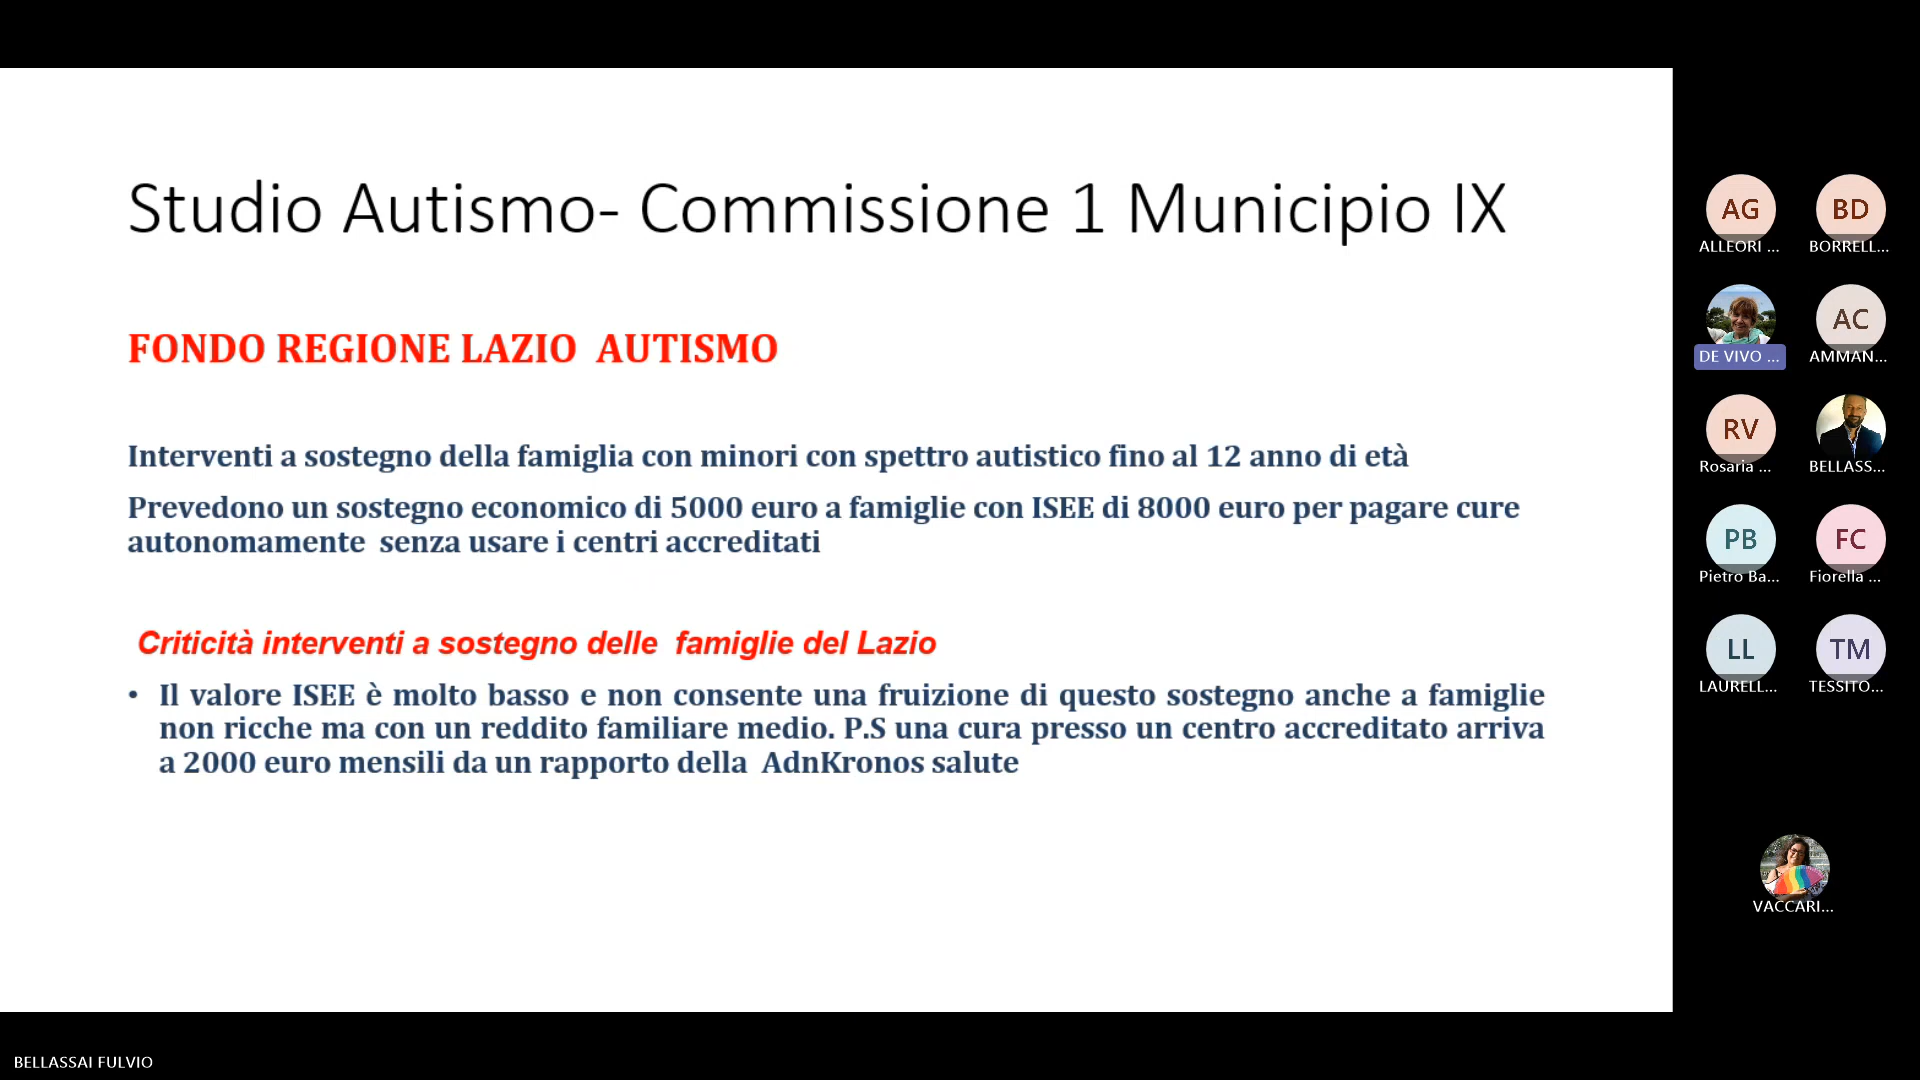 Studio Autismo- Commissione 1 Municipio IX
FONDO REGIONE LAZIO  AUTISMO
Interventi a sostegno della famiglia con minori con spettro autistico fino al 12 anno di età
Prevedono un sostegno economico di 5000 euro a famiglie con ISEE di 8000 euro per pagare cure
autonomamente  senza usare i centri accreditati
Criticità interventi a sostegno delle  famiglie del Lazio
• Il valore ISEE è molto basso e non consente una fruizione di questo sostegno anche a famiglie
non ricche ma con un reddito familiare medio. P.S una cura presso un centro accreditato arriva
a 2000 euro mensili da un rapporto della  AdnKronos salute
AG
ALLEORI ...
BD
BORRELL...
DE VIVO ...
AC
AMMAN...
RV
Rosaria ...
BELLASS...
PB
Pietro Ba...
FC
Fiorella ...
LL
LAURELL...
TM
TESSITO...
VACCARI...
BELLASSAI FULVIO